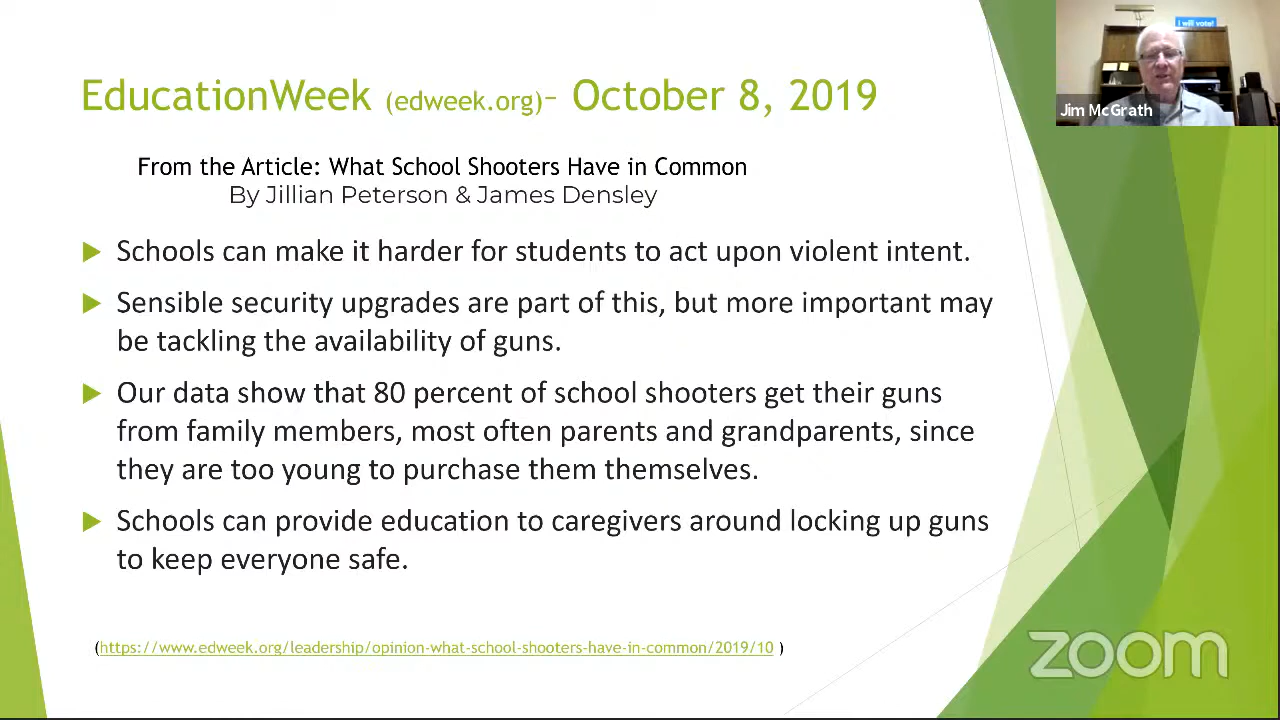 EducationWeek (edweek.org)– October 8, 2019
I will vote!
Jim McGrath
From the Article: What School Shooters Have in Common
By Jillian Peterson & James Densley
Schools can make it harder for students to act upon violent intent.
Sensible security upgrades are part of this, but more important may
be tackling the availability of guns.
Our data show that 80 percent of school shooters get their guns
from family members, most often parents and grandparents, since
they are too young to purchase them themselves.
Schools can provide education to caregivers around locking up guns
to keep everyone safe.
(https://www.edweek.org/leadership/opinion-what-school-shooters-have-in-common/2019/10 )
zoom